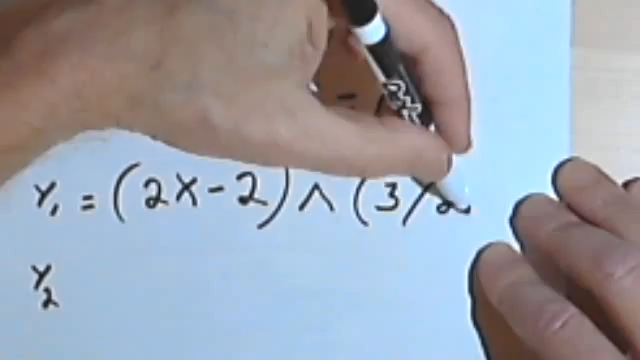 Y₁ = (2X - 2) ∧ (3/2
Y₂